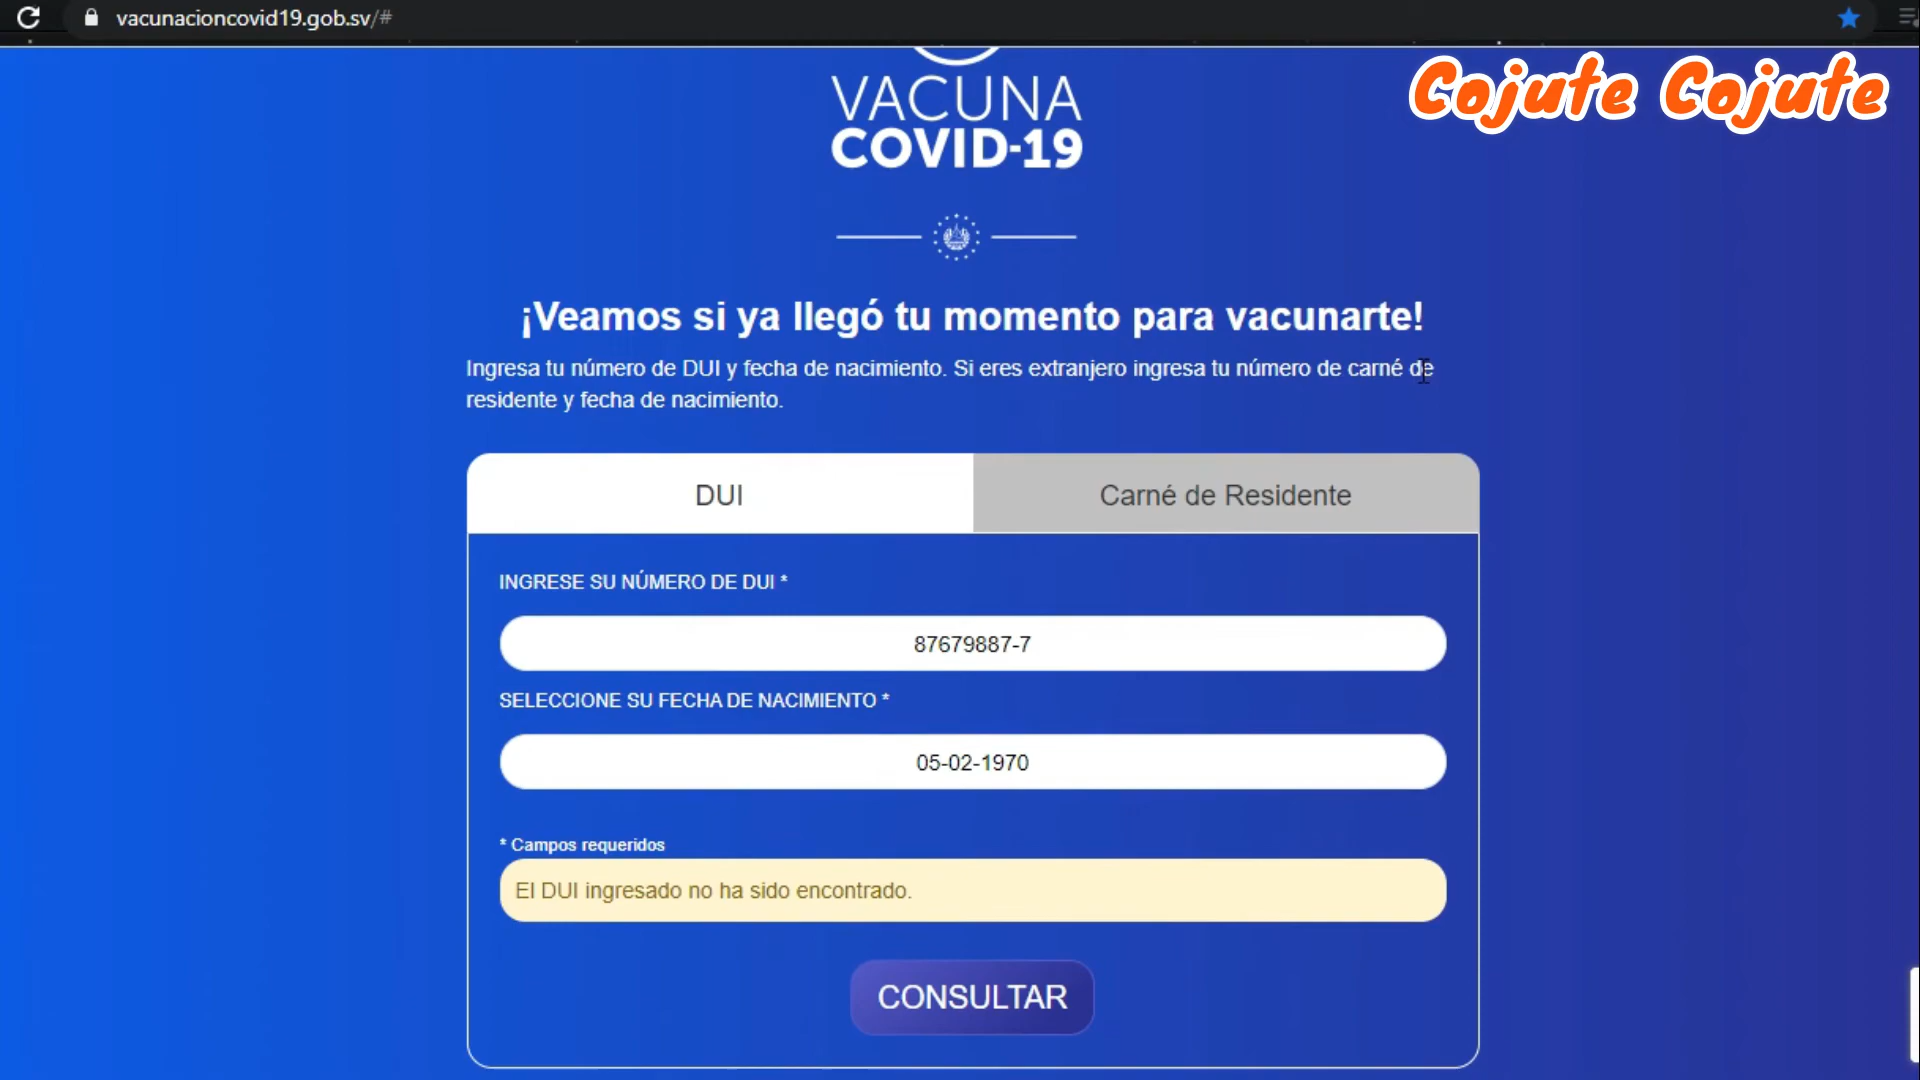 vacunacioncovid19.gob.sv/#
Cojute Cojute
VACUNA
COVID-19
¡Veamos si ya llegó tu momento para vacunarte!
Ingresa tu número de DUI y fecha de nacimiento. Si eres extranjero ingresa tu número de carné de
residente y fecha de nacimiento.
DUI
Carné de Residente
INGRESE SU NÚMERO DE DUI *
87679887-7
SELECCIONE SU FECHA DE NACIMIENTO *
05-02-1970
* Campos requeridos
El DUI ingresado no ha sido encontrado.
CONSULTAR